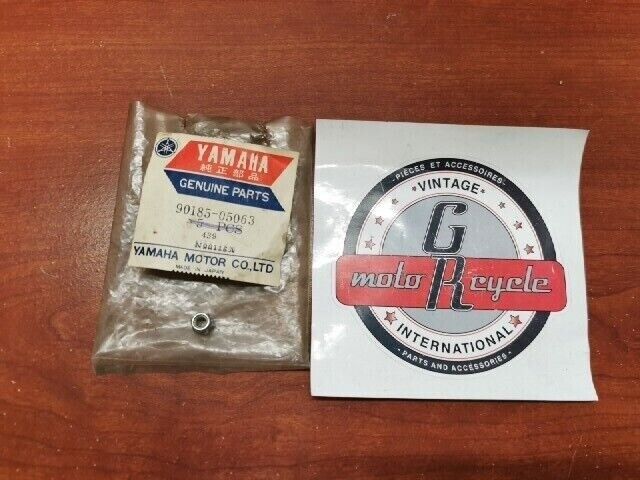 YAMAHA
純正部品
GENUINE PARTS
90185-05063
5 PCS
YAMAHA MOTOR CO., LTD
MADE IN JAPAN
PIÈCES ET ACCESSOIRES
VINTAGE
G
moto R cycle
INTERNATIONAL
PARTS AND ACCESSORIES